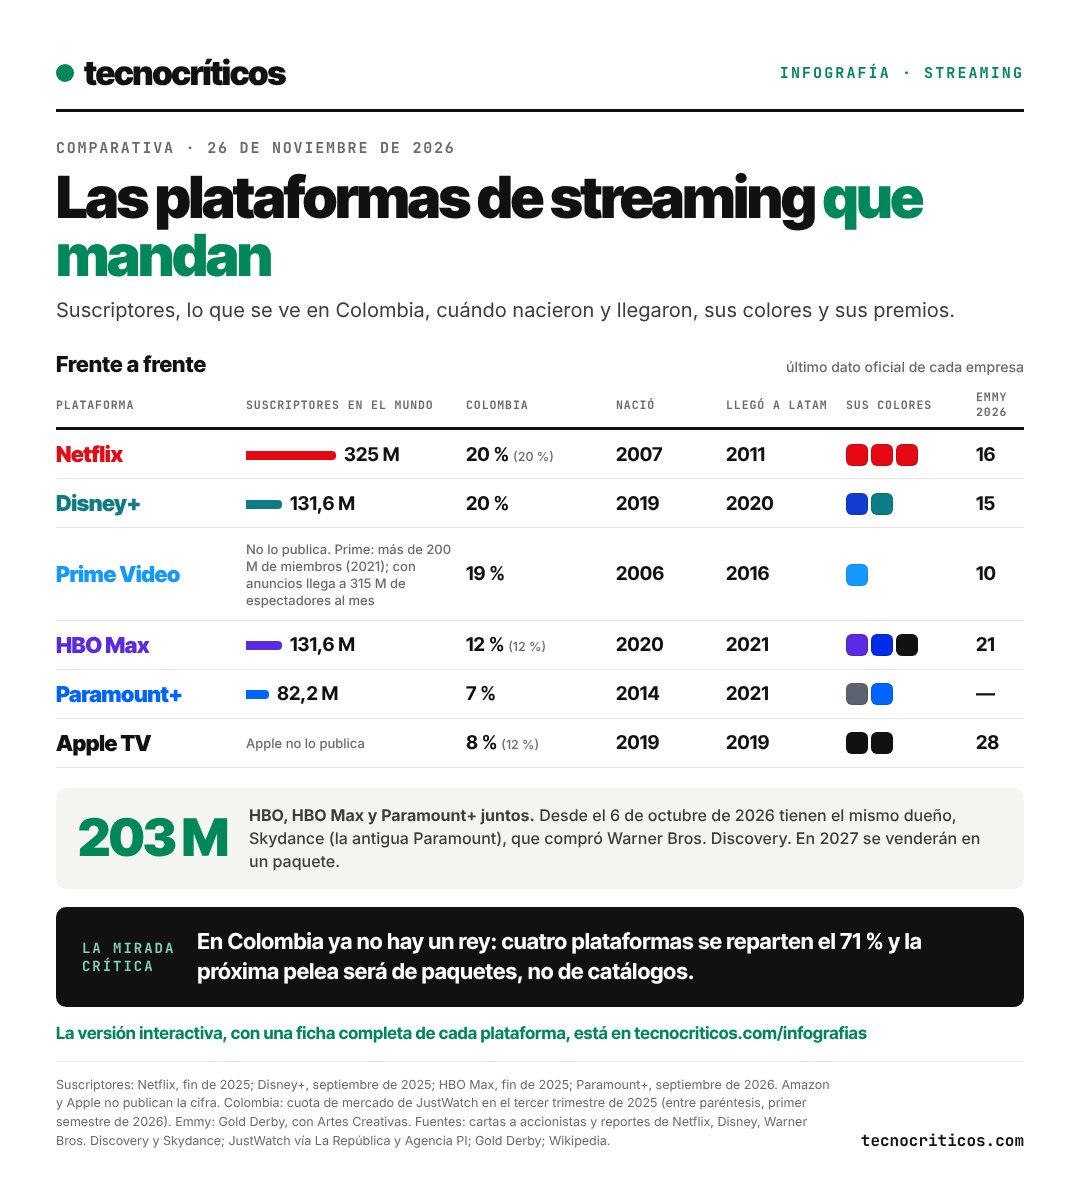 tecnocríticos
INFOGRAFÍA · STREAMING
COMPARATIVA · 26 DE NOVIEMBRE DE 2026
Las plataformas de streaming que
mandan
Suscriptores, lo que se ve en Colombia, cuándo nacieron y llegaron, sus colores y sus premios.
Frente a frente
último dato oficial de cada empresa
PLATAFORMA SUSCRIPTORES EN EL MUNDO COLOMBIA NACIÓ LLEGÓ A LATAM SUS COLORES EMMY
2026
Netflix 325 M 20 % (20 %) 2007 2011 16
Disney+ 131,6 M 20 % 2019 2020 15
Prime Video
No lo publica. Prime: más de 200
M de miembros (2021); con
anuncios llega a 315 M de
espectadores al mes
19 % 2006 2016 10
HBO Max 131,6 M 12 % (12 %) 2020 2021 21
Paramount+ 82,2 M 7 % 2014 2021 —
Apple TV Apple no lo publica 8 % (12 %) 2019 2019 28
203 M
HBO, HBO Max y Paramount+ juntos. Desde el 6 de octubre de 2026 tienen el mismo dueño,
Skydance (la antigua Paramount), que compró Warner Bros. Discovery. En 2027 se venderán en
un paquete.
LA MIRADA
CRÍTICA
En Colombia ya no hay un rey: cuatro plataformas se reparten el 71 % y la
próxima pelea será de paquetes, no de catálogos.
La versión interactiva, con una ficha completa de cada plataforma, está en tecnocriticos.com/infografias
Suscriptores: Netflix, fin de 2025; Disney+, septiembre de 2025; HBO Max, fin de 2025; Paramount+, septiembre de 2026. Amazon
y Apple no publican la cifra. Colombia: cuota de mercado de JustWatch en el tercer trimestre de 2025 (entre paréntesis, primer
semestre de 2026). Emmy: Gold Derby, con Artes Creativas. Fuentes: cartas a accionistas y reportes de Netflix, Disney, Warner
Bros. Discovery y Skydance; JustWatch vía La República y Agencia PI; Gold Derby; Wikipedia.
tecnocriticos.com